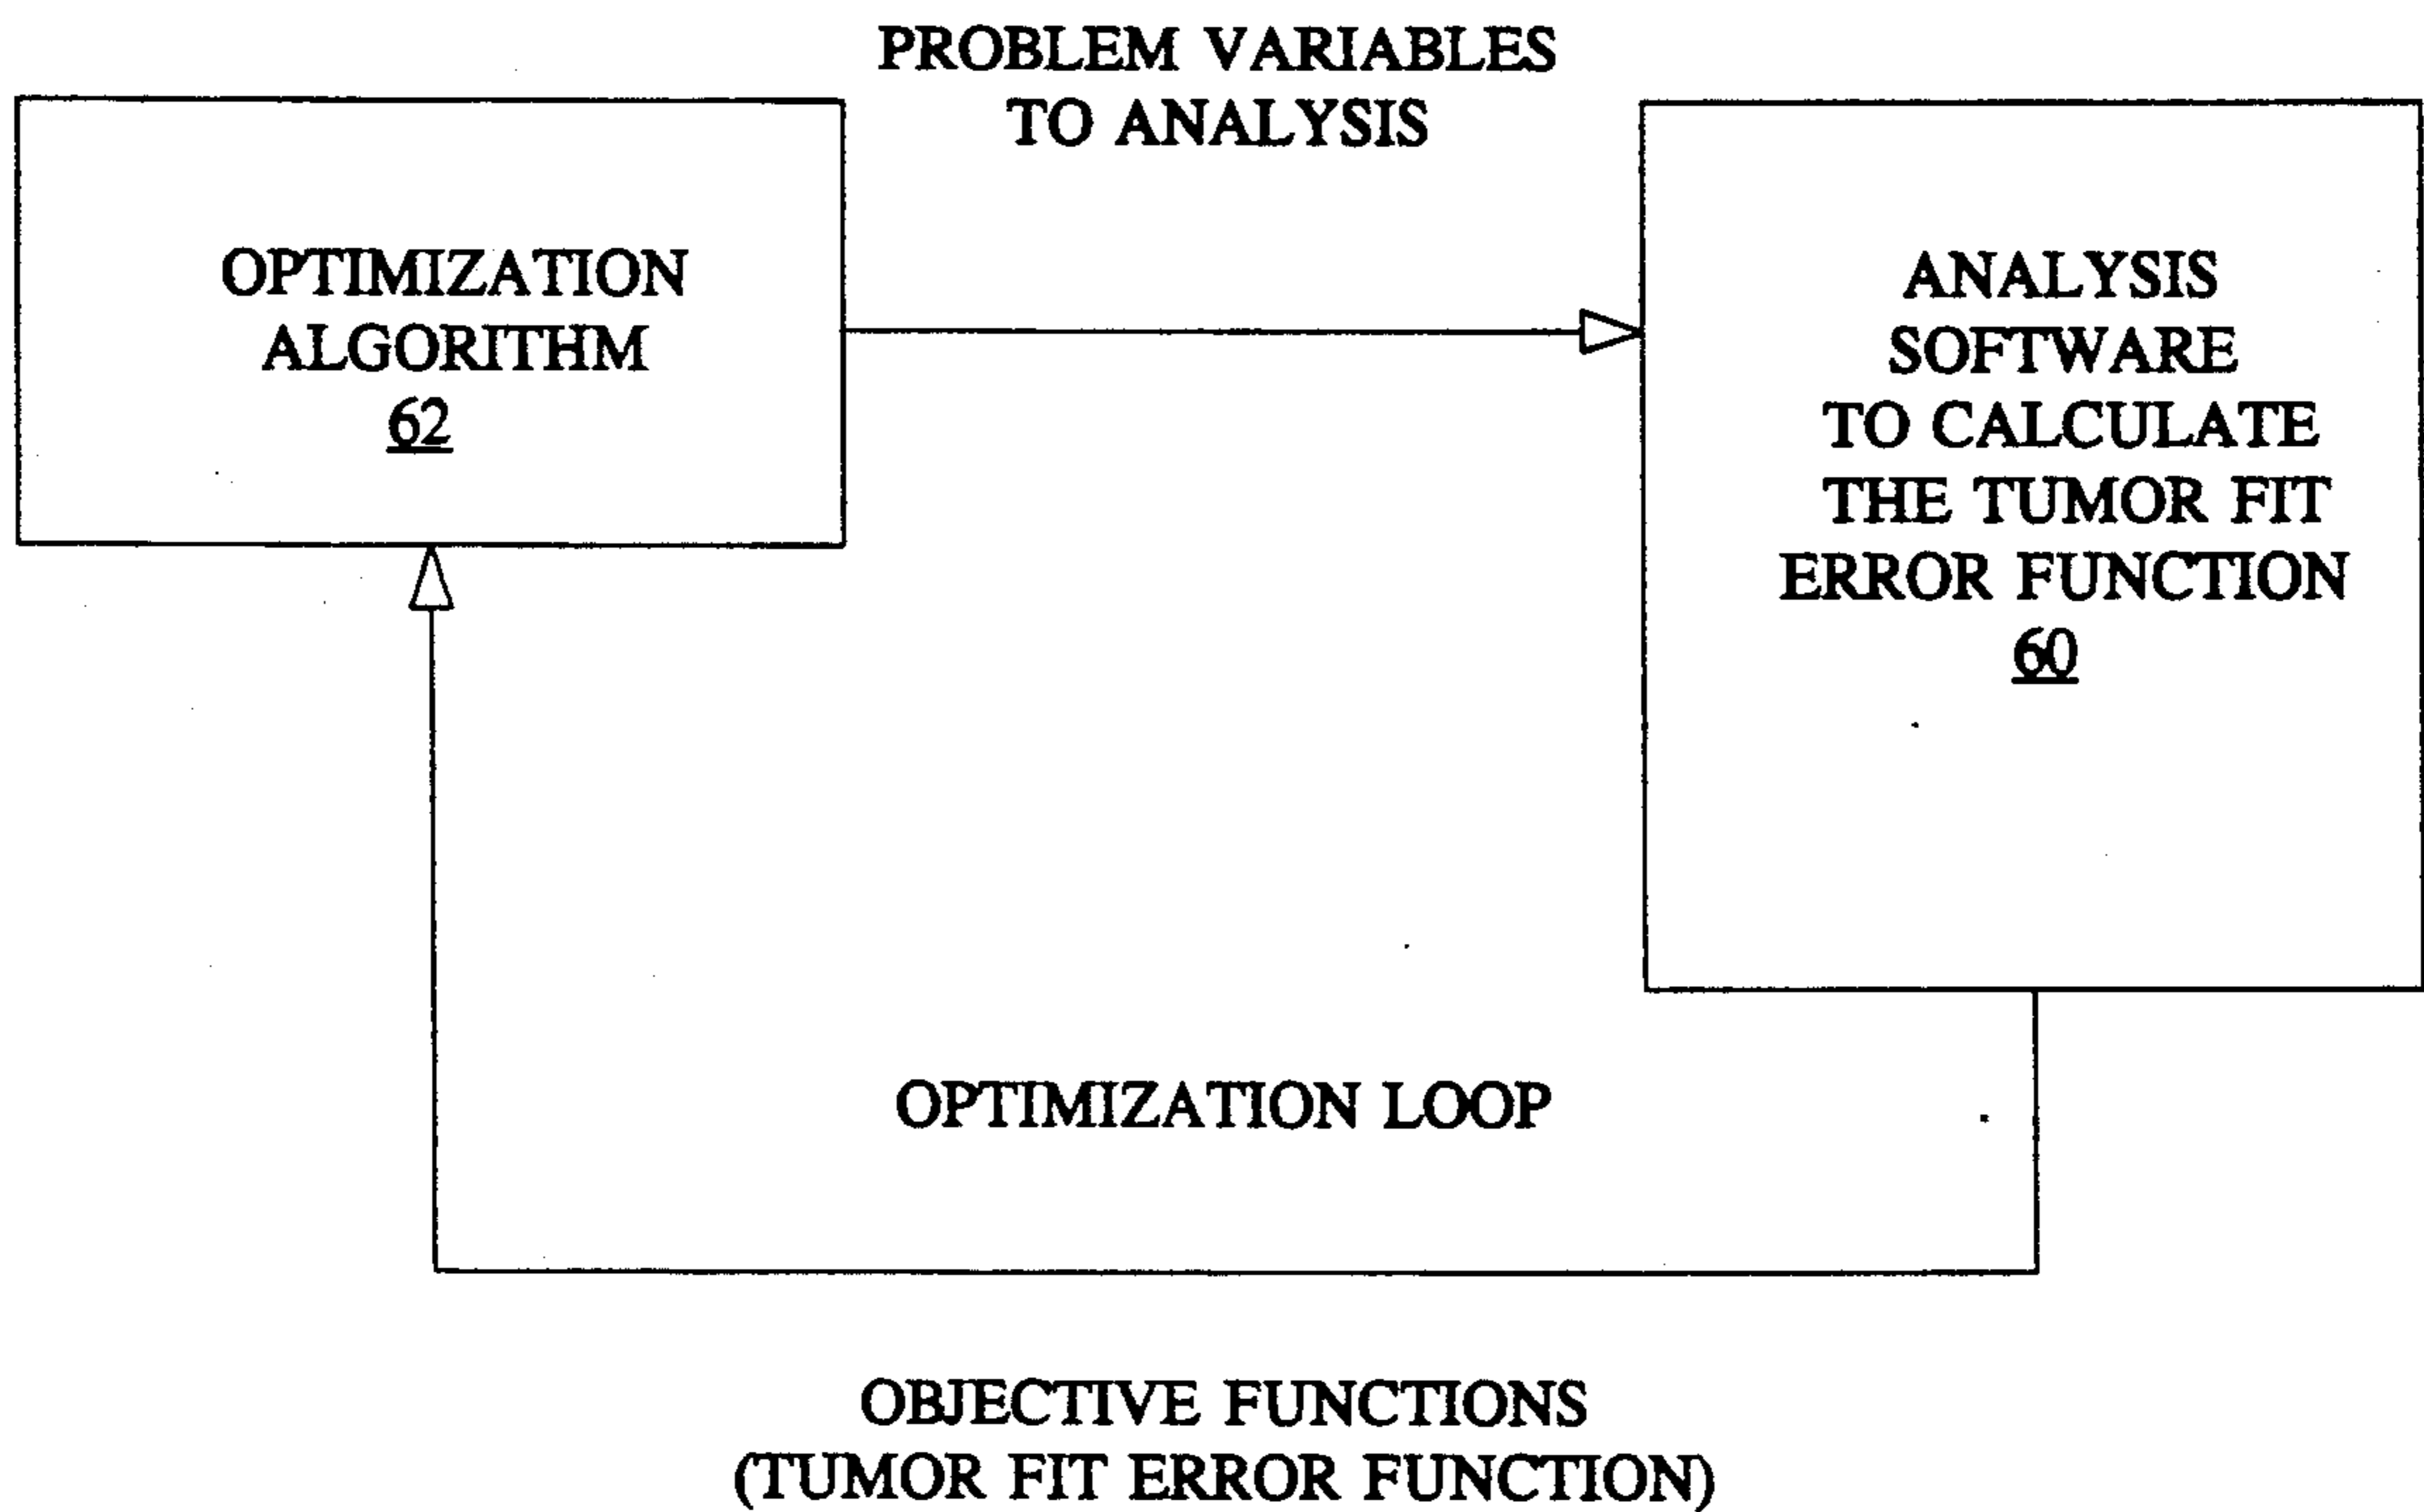 PROBLEM VARIABLES
TO ANALYSIS
OPTIMIZATION
ALGORITHM
62
ANALYSIS
SOFTWARE
TO CALCULATE
THE TUMOR FIT
ERROR FUNCTION
60
OPTIMIZATION LOOP
OBJECTIVE FUNCTIONS
(TUMOR FIT ERROR FUNCTION)